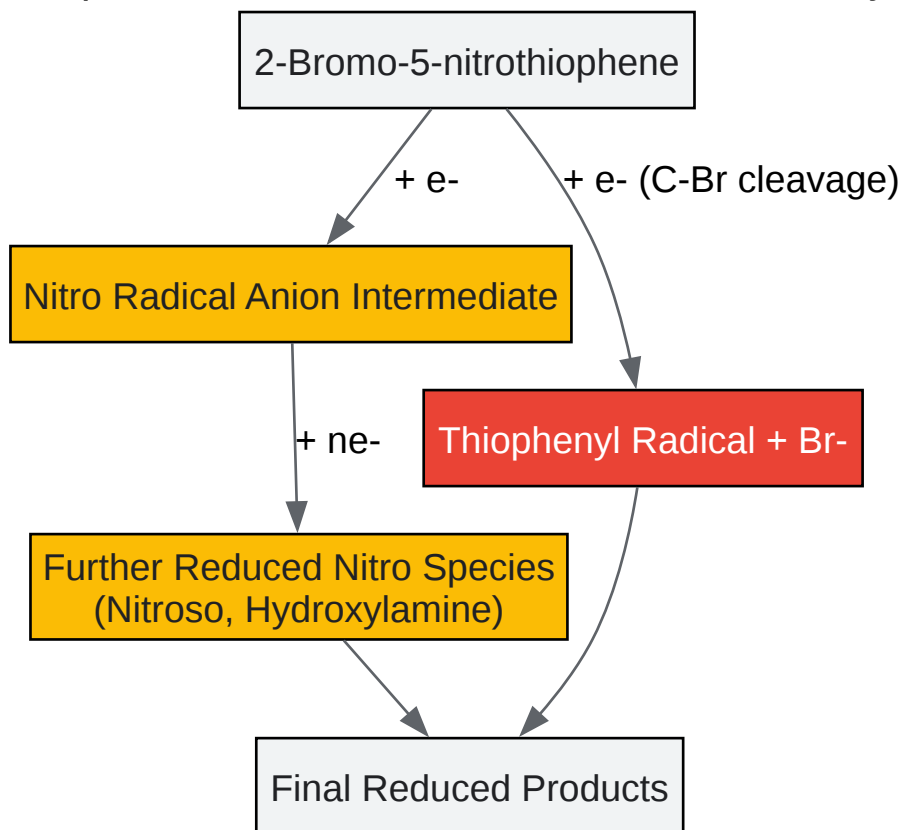 2-Bromo-5-nitrothiophene
+ e-
+ e- (C-Br cleavage)
Nitro Radical Anion Intermediate
+ ne-
Thiophenyl Radical + Br-
Further Reduced Nitro Species
(Nitroso, Hydroxylamine)
Final Reduced Products